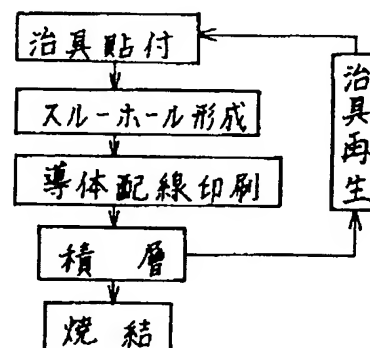 治具貼付
スルーホール形成
導体配線印刷
積層
焼結
治具再生